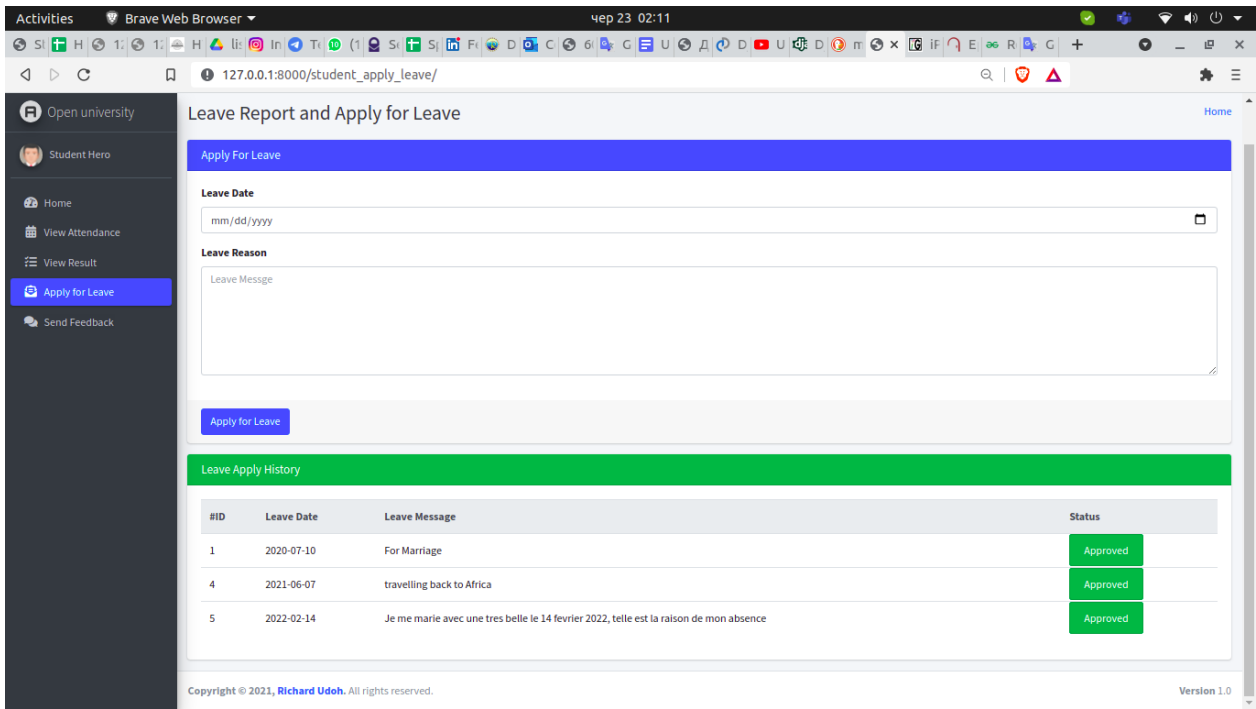 Activities Brave Web Browser чер 23 02:11
127.0.0.1:8000/student_apply_leave/
Open university
Leave Report and Apply for Leave Home
Student Hero
Apply For Leave
Leave Date
Home
mm/dd/yyyy
View Attendance
Leave Reason
View Result
Leave Messge
Apply for Leave
Send Feedback
Apply for Leave
Leave Apply History
#ID Leave Date Leave Message Status
1 2020-07-10 For Marriage Approved
4 2021-06-07 travelling back to Africa Approved
5 2022-02-14 Je me marie avec une tres belle le 14 fevrier 2022, telle est la raison de mon absence Approved
Copyright © 2021, Richard Udoh. All rights reserved. Version 1.0